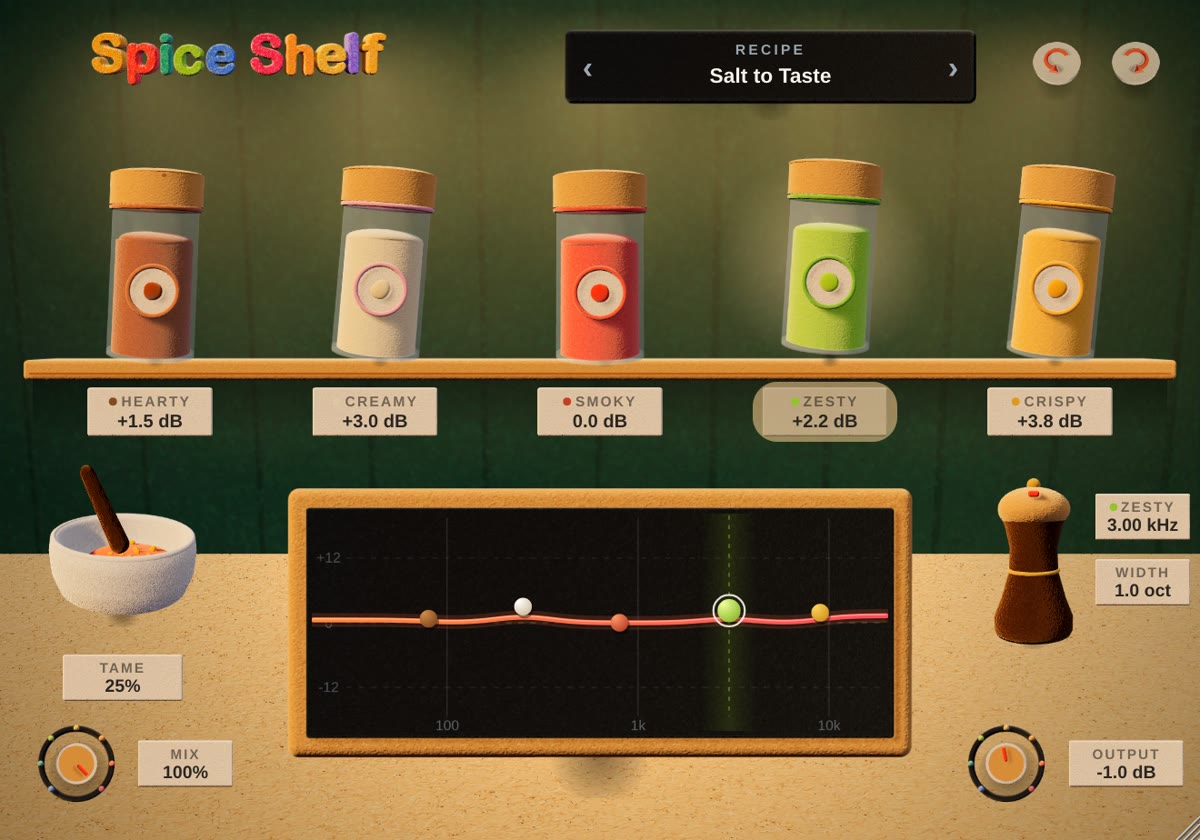 Spice Shelf
RECIPE
‹ Salt to Taste ›
HEARTY
+1.5 dB
CREAMY
+3.0 dB
SMOKY
0.0 dB
ZESTY
+2.2 dB
CRISPY
+3.8 dB
ZESTY
3.00 kHz
WIDTH
1.0 oct
+12
0
-12
100
1k
10k
TAME
25%
MIX
100%
OUTPUT
-1.0 dB